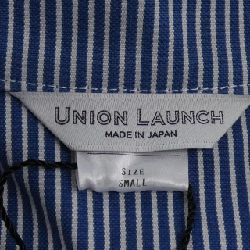 UNION LAUNCH
MADE IN JAPAN
SIZE
SMALL